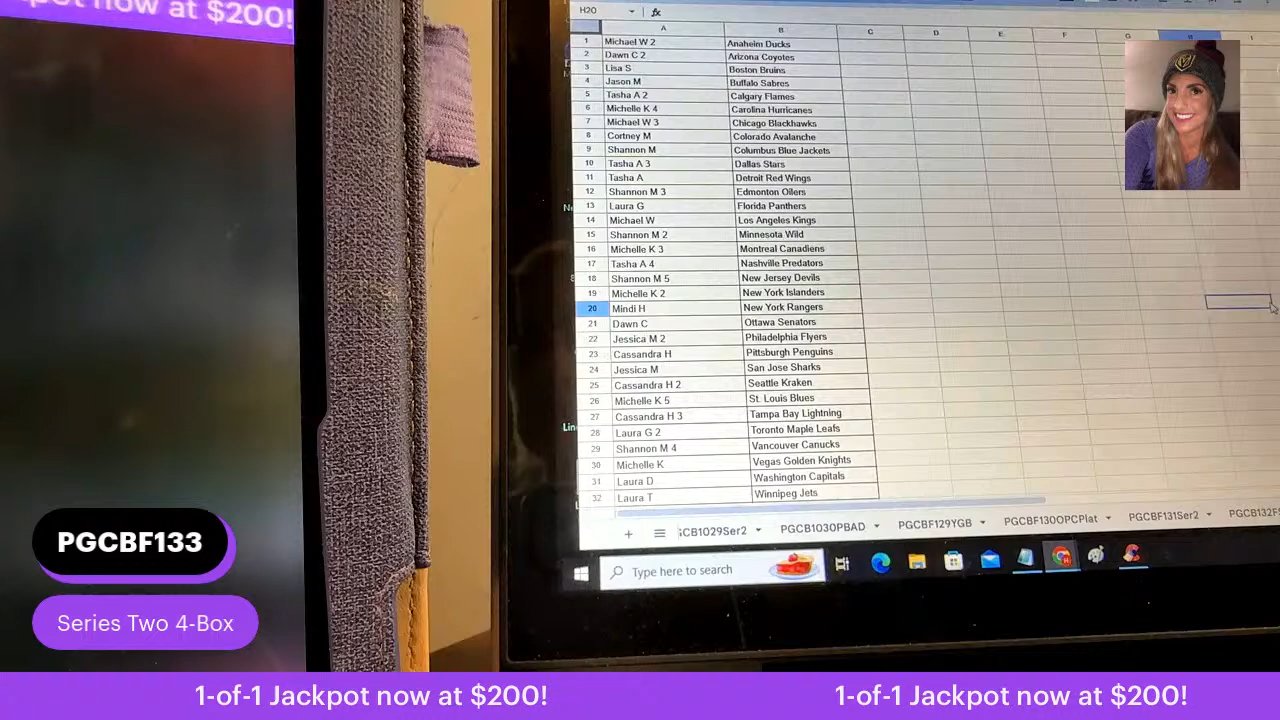 pot now at $200!
H20
fx
A B C D E F G
1 Michael W 2 Anaheim Ducks
2 Dawn C 2 Arizona Coyotes
3 Lisa S Boston Bruins
4 Jason M Buffalo Sabres
5 Tasha A 2 Calgary Flames
6 Michelle K 4 Carolina Hurricanes
7 Michael W 3 Chicago Blackhawks
8 Cortney M Colorado Avalanche
9 Shannon M Columbus Blue Jackets
10 Tasha A 3 Dallas Stars
11 Tasha A Detroit Red Wings
12 Shannon M 3 Edmonton Oilers
13 Laura G Florida Panthers
14 Michael W Los Angeles Kings
15 Shannon M 2 Minnesota Wild
16 Michelle K 3 Montreal Canadiens
17 Tasha A 4 Nashville Predators
18 Shannon M 5 New Jersey Devils
19 Michelle K 2 New York Islanders
20 Mindi H New York Rangers
21 Dawn C Ottawa Senators
22 Jessica M 2 Philadelphia Flyers
23 Cassandra H Pittsburgh Penguins
24 Jessica M San Jose Sharks
25 Cassandra H 2 Seattle Kraken
26 Michelle K 5 St. Louis Blues
27 Cassandra H 3 Tampa Bay Lightning
28 Laura G 2 Toronto Maple Leafs
29 Shannon M 4 Vancouver Canucks
30 Michelle K Vegas Golden Knights
31 Laura D Washington Capitals
32 Laura T Winnipeg Jets
GCB1029Ser2 PGCB1030PBAD PGCBF129YGB PGCBF130OPCPlat PGCBF131Ser2
Type here to search
PGCBF133
Series Two 4-Box
1-of-1 Jackpot now at $200! 1-of-1 Jackpot now at $200!